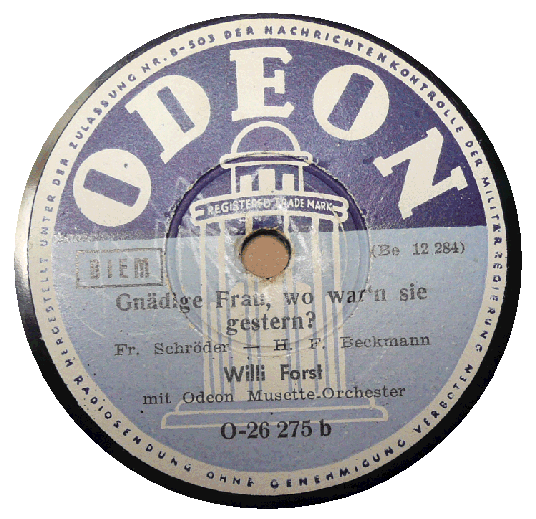 HERGESTELLT UNTER DER ZULASSUNG NR. B-503 DER NACHRICHTENKONTROLLE DER MILITÄR REGIERUNG
ODEON
REGISTERED TRADE MARK
DIEM
(Be 12 284)
Gnädige Frau, wo war'n sie
gestern?
Fr. Schröder — H. F. Beckmann
Willi Forst
mit Odeon Musette-Orchester
O-26 275 b
RADIOSENDUNG OHNE GENEHMIGUNG VERBOTEN